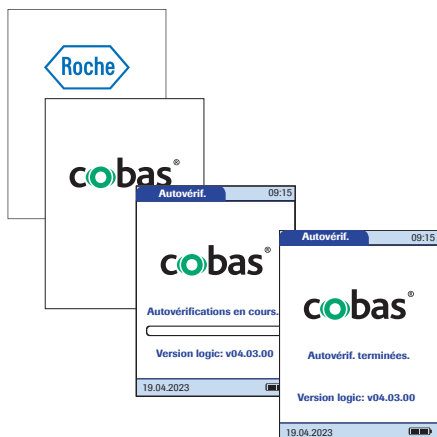 Roche
cobas®
Autovérif. 09:15
cobas®
Autovérifications en cours.
Version logic: v04.03.00
19.04.2023
Autovérif. 09:15
cobas®
Autovérif. terminées.
Version logic: v04.03.00
19.04.2023